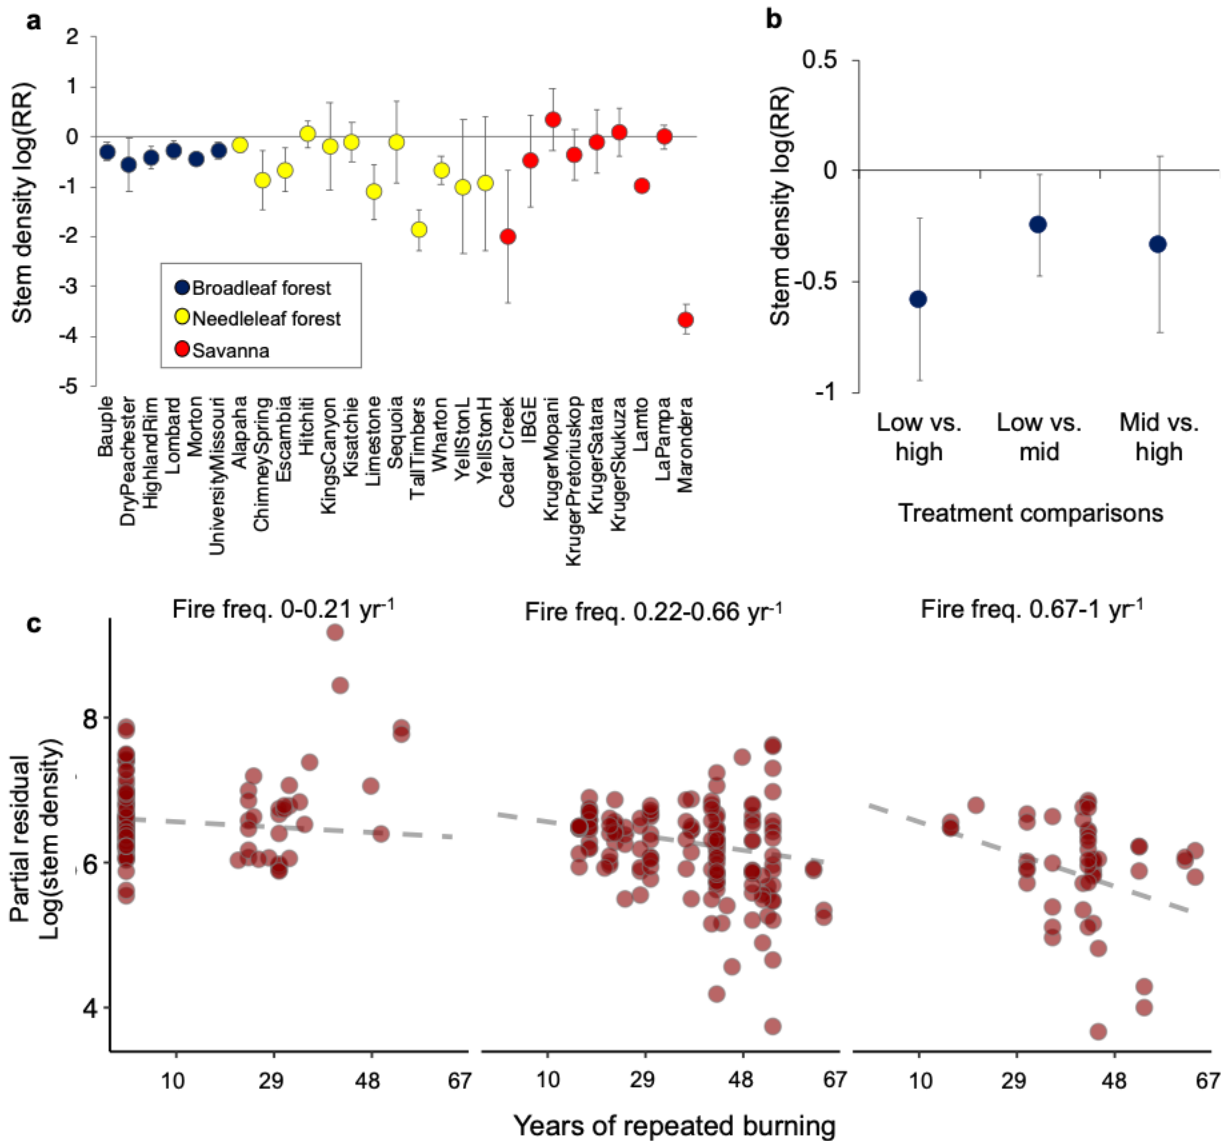 a
2
1
0
-1
-2
-3
-4
-5
Stem density log(RR)
Broadleaf forest
Needleleaf forest
Savanna
Bauple
DryPeachester
HighlandRim
Lombard
Morton
UniversityMissouri
Alapaha
ChimneySpring
Escambia
Hitchiti
KingsCanyon
Kisatchie
Limestone
Sequoia
TallTimbers
Wharton
YellStonL
YellStonH
Cedar Creek
IBGE
KrugerMopani
KrugerPretoriuskop
KrugerSatara
KrugerSkukuza
Lamto
LaPampa
Marondera
b
0.5
0
-0.5
-1
Stem density log(RR)
Low vs. high
Low vs. mid
Mid vs. high
Treatment comparisons
c
Fire freq. 0-0.21 yr⁻¹
Fire freq. 0.22-0.66 yr⁻¹
Fire freq. 0.67-1 yr⁻¹
8
6
4
Partial residual
Log(stem density)
10 29 48 67
10 29 48 67
10 29 48 67
Years of repeated burning